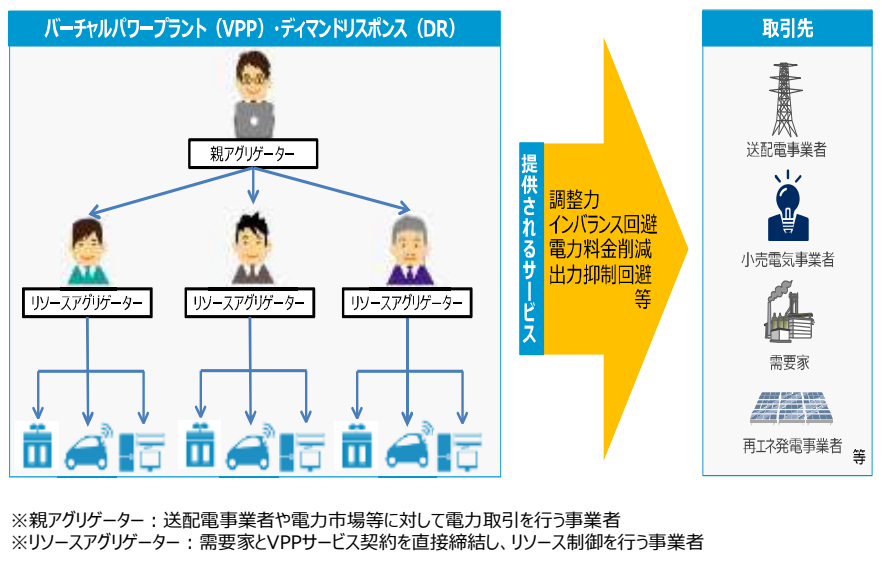 バーチャルパワープラント（VPP）・ディマンドリスポンス（DR）
親アグリゲーター
リソースアグリゲーター
リソースアグリゲーター
リソースアグリゲーター
提供されるサービス
調整力
インバランス回避
電力料金削減
出力抑制回避
等
取引先
送配電事業者
小売電気事業者
需要家
再エネ発電事業者
等
※親アグリゲーター：送配電事業者や電力市場等に対して電力取引を行う事業者
※リソースアグリゲーター：需要家とVPPサービス契約を直接締結し、リソース制御を行う事業者